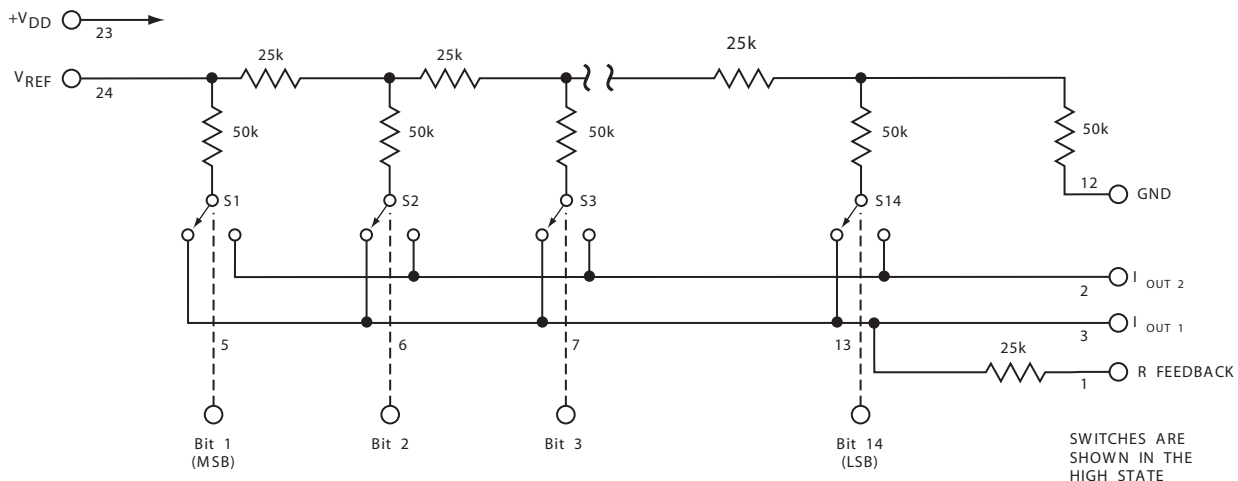 +VDD
23
25k
25k
25k
VREF
24
50k
50k
50k
50k
50k
12
GND
S1
S2
S3
S14
2
I OUT 2
5
6
7
13
3
I OUT 1
25k
1
R FEEDBACK
Bit 1
(MSB)
Bit 2
Bit 3
Bit 14
(LSB)
SWITCHES ARE
SHOWN IN THE
HIGH STATE